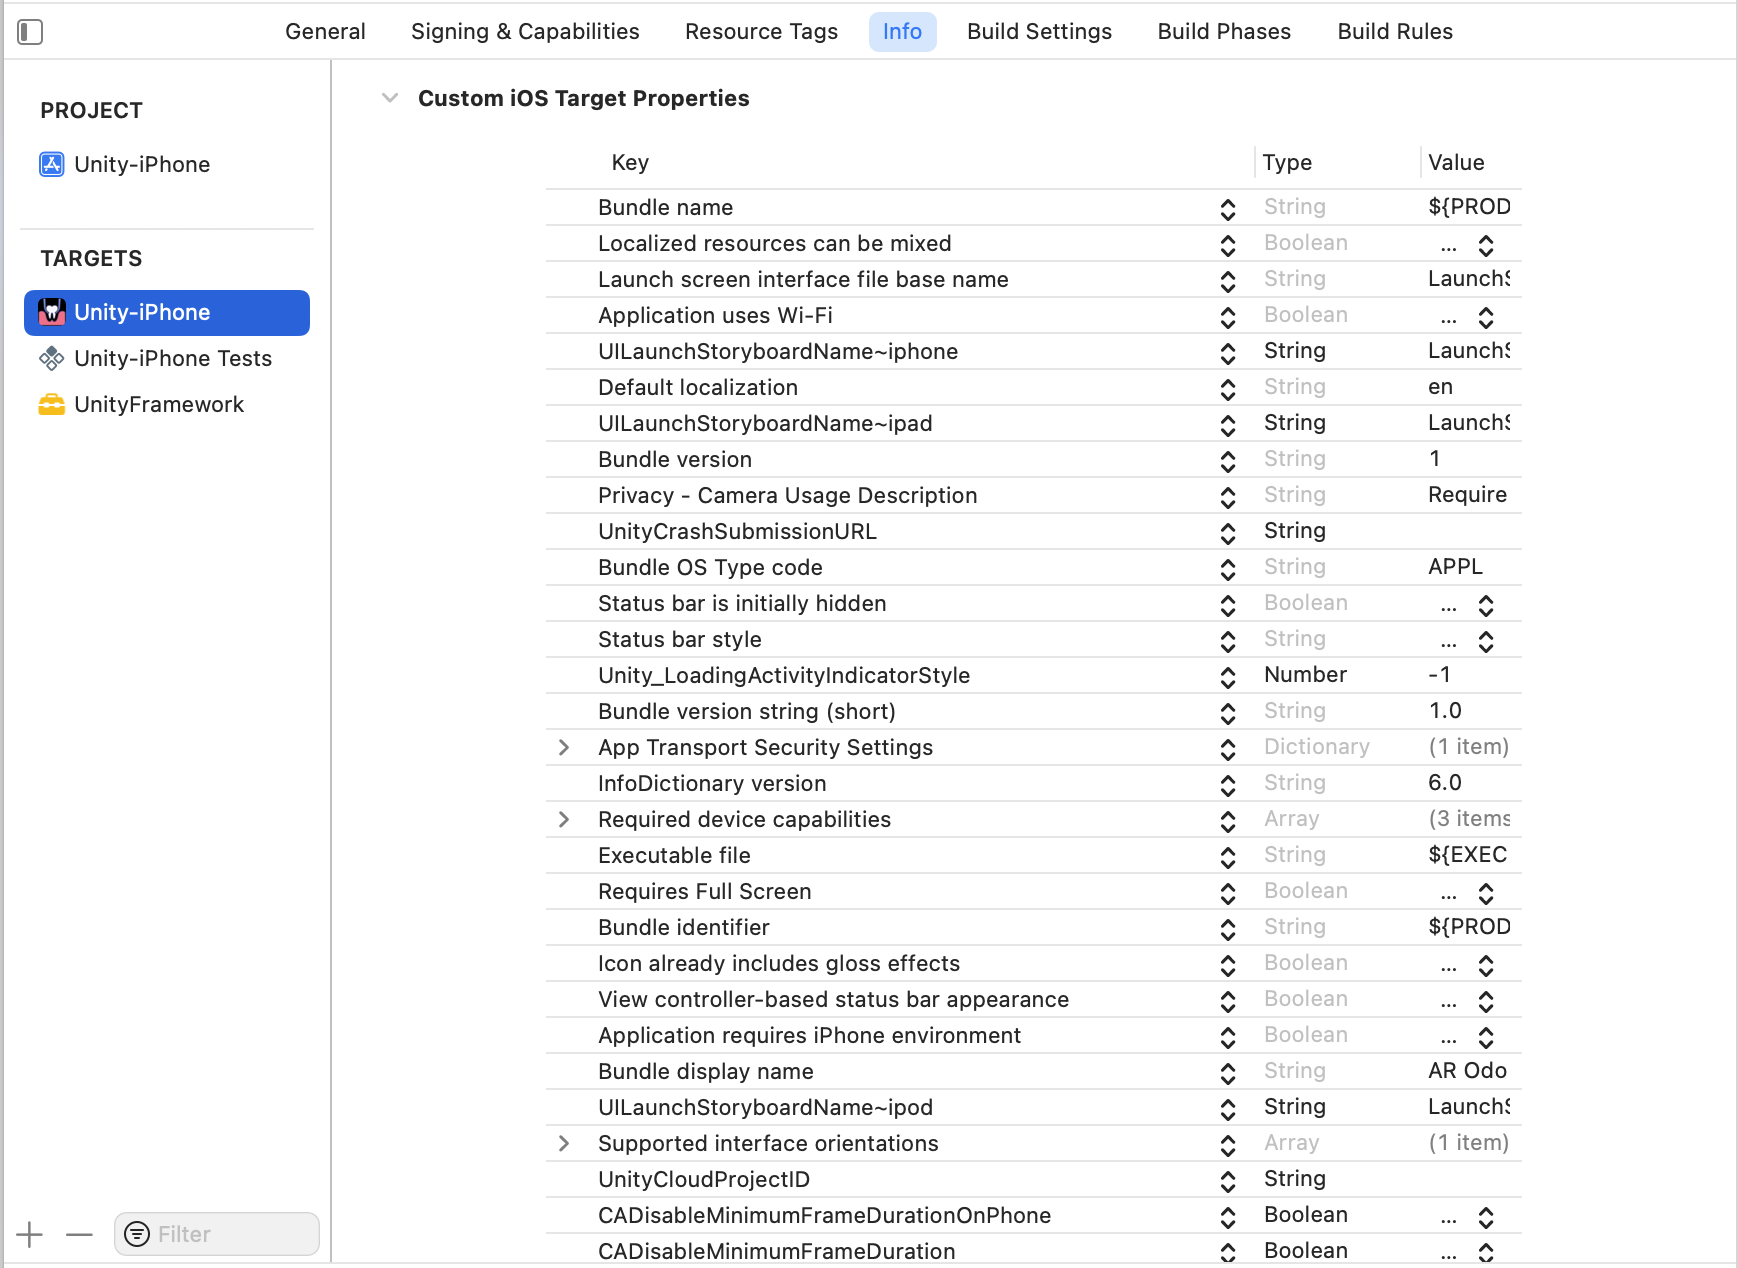 General Signing & Capabilities Resource Tags Info Build Settings Build Phases Build Rules
PROJECT
Unity-iPhone
TARGETS
Unity-iPhone
Unity-iPhone Tests
UnityFramework
Filter
Custom iOS Target Properties
Key Type Value
Bundle name String ${PROD
Localized resources can be mixed Boolean ...
Launch screen interface file base name String LaunchS
Application uses Wi-Fi Boolean ...
UILaunchStoryboardName~iphone String LaunchS
Default localization String en
UILaunchStoryboardName~ipad String LaunchS
Bundle version String 1
Privacy - Camera Usage Description String Require
UnityCrashSubmissionURL String
Bundle OS Type code String APPL
Status bar is initially hidden Boolean ...
Status bar style String ...
Unity_LoadingActivityIndicatorStyle Number -1
Bundle version string (short) String 1.0
App Transport Security Settings Dictionary (1 item)
InfoDictionary version String 6.0
Required device capabilities Array (3 items
Executable file String ${EXEC
Requires Full Screen Boolean ...
Bundle identifier String ${PROD
Icon already includes gloss effects Boolean ...
View controller-based status bar appearance Boolean ...
Application requires iPhone environment Boolean ...
Bundle display name String AR Odo
UILaunchStoryboardName~ipod String LaunchS
Supported interface orientations Array (1 item)
UnityCloudProjectID String
CADisableMinimumFrameDurationOnPhone Boolean ...
CADisableMinimumFrameDuration Boolean ...